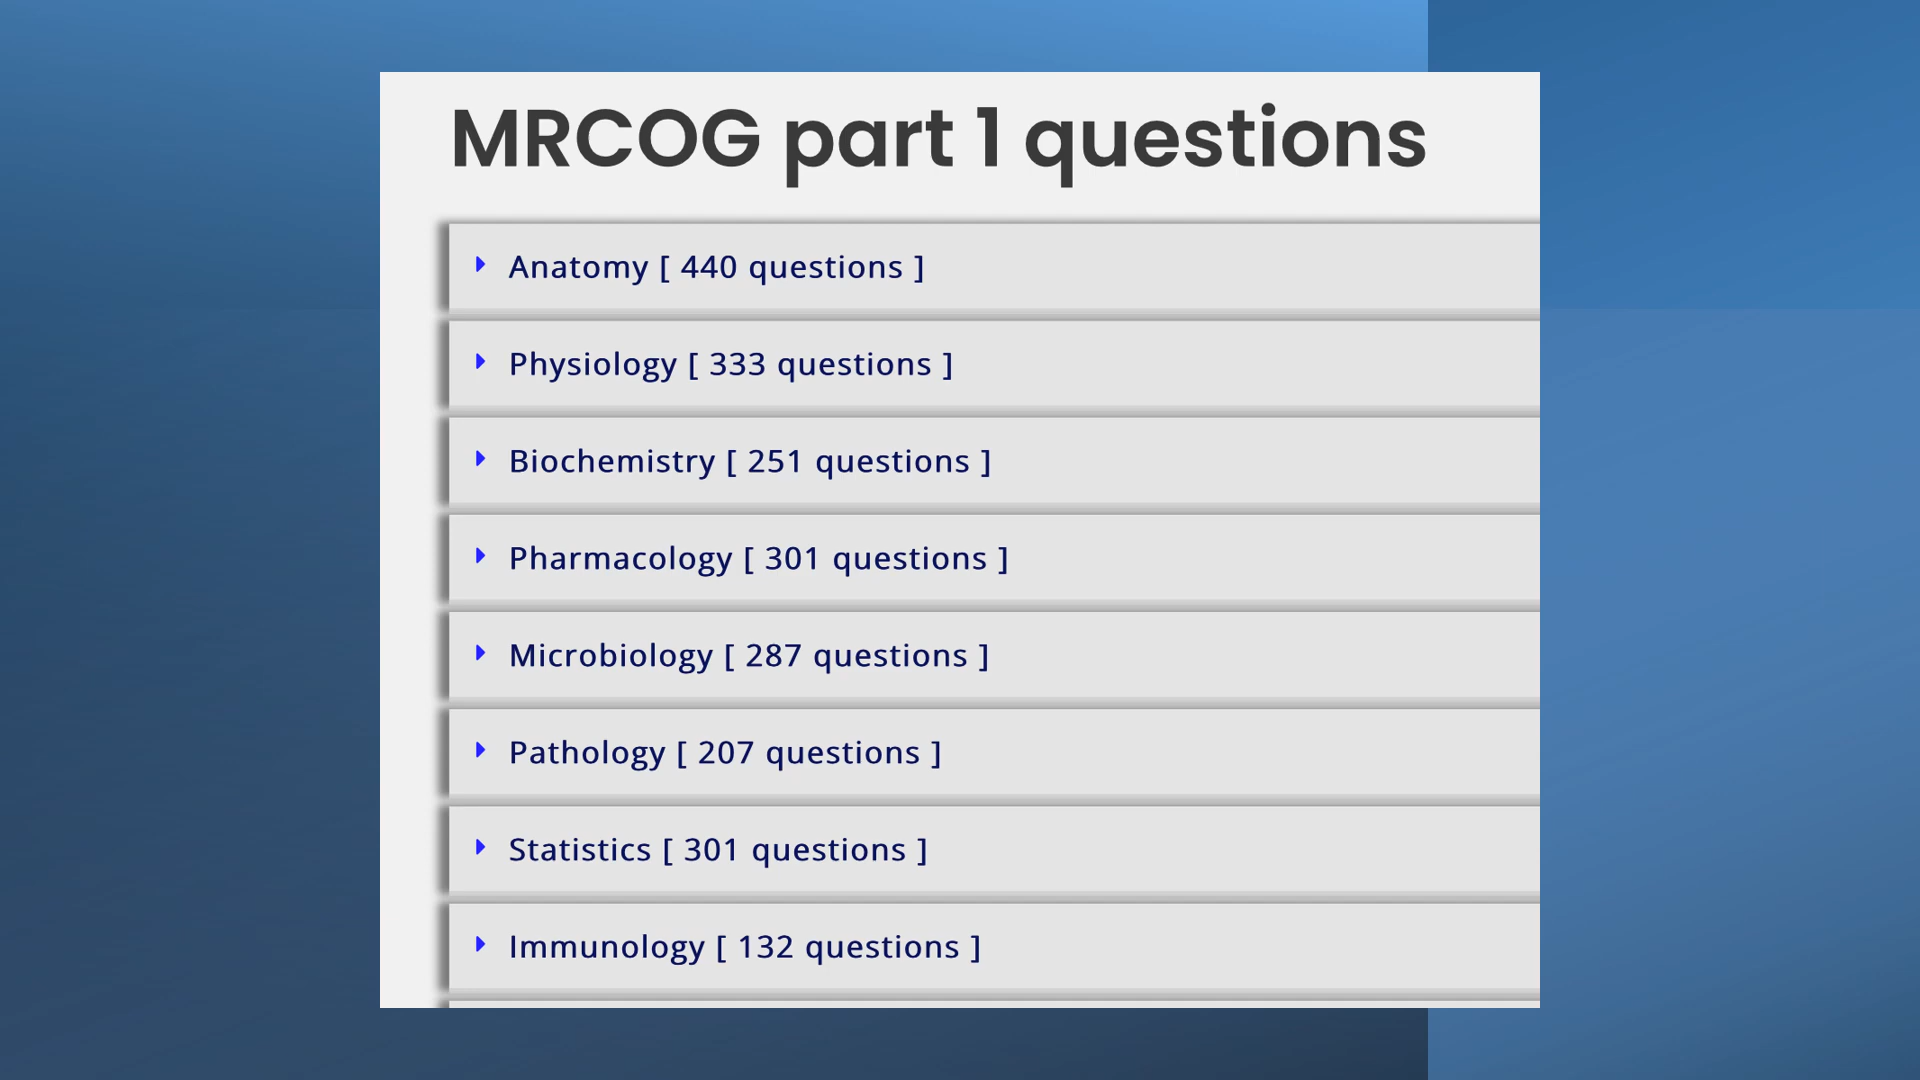 MRCOG part 1 questions
Anatomy [ 440 questions ]
Physiology [ 333 questions ]
Biochemistry [ 251 questions ]
Pharmacology [ 301 questions ]
Microbiology [ 287 questions ]
Pathology [ 207 questions ]
Statistics [ 301 questions ]
Immunology [ 132 questions ]